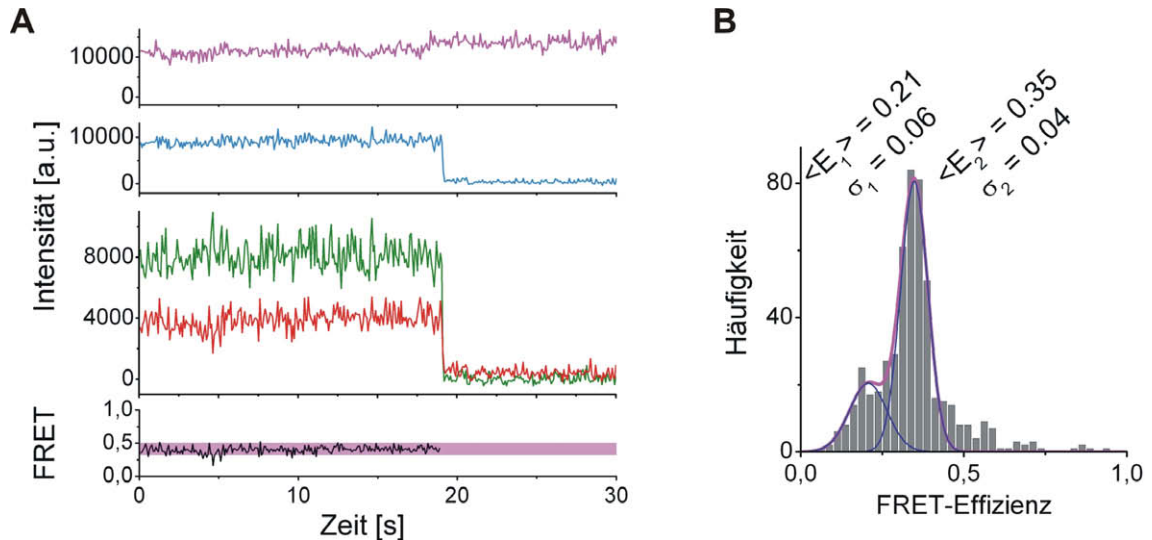 A
Intensität [a.u.]
10000
0
10000
0
8000
4000
0
FRET
1,0
0,5
0,0
0
10
20
30
Zeit [s]
B
<E₁> = 0.21
σ₁ = 0.06
<E₂> = 0.35
σ₂ = 0.04
Häufigkeit
80
40
0
0,0
0,5
1,0
FRET-Effizienz